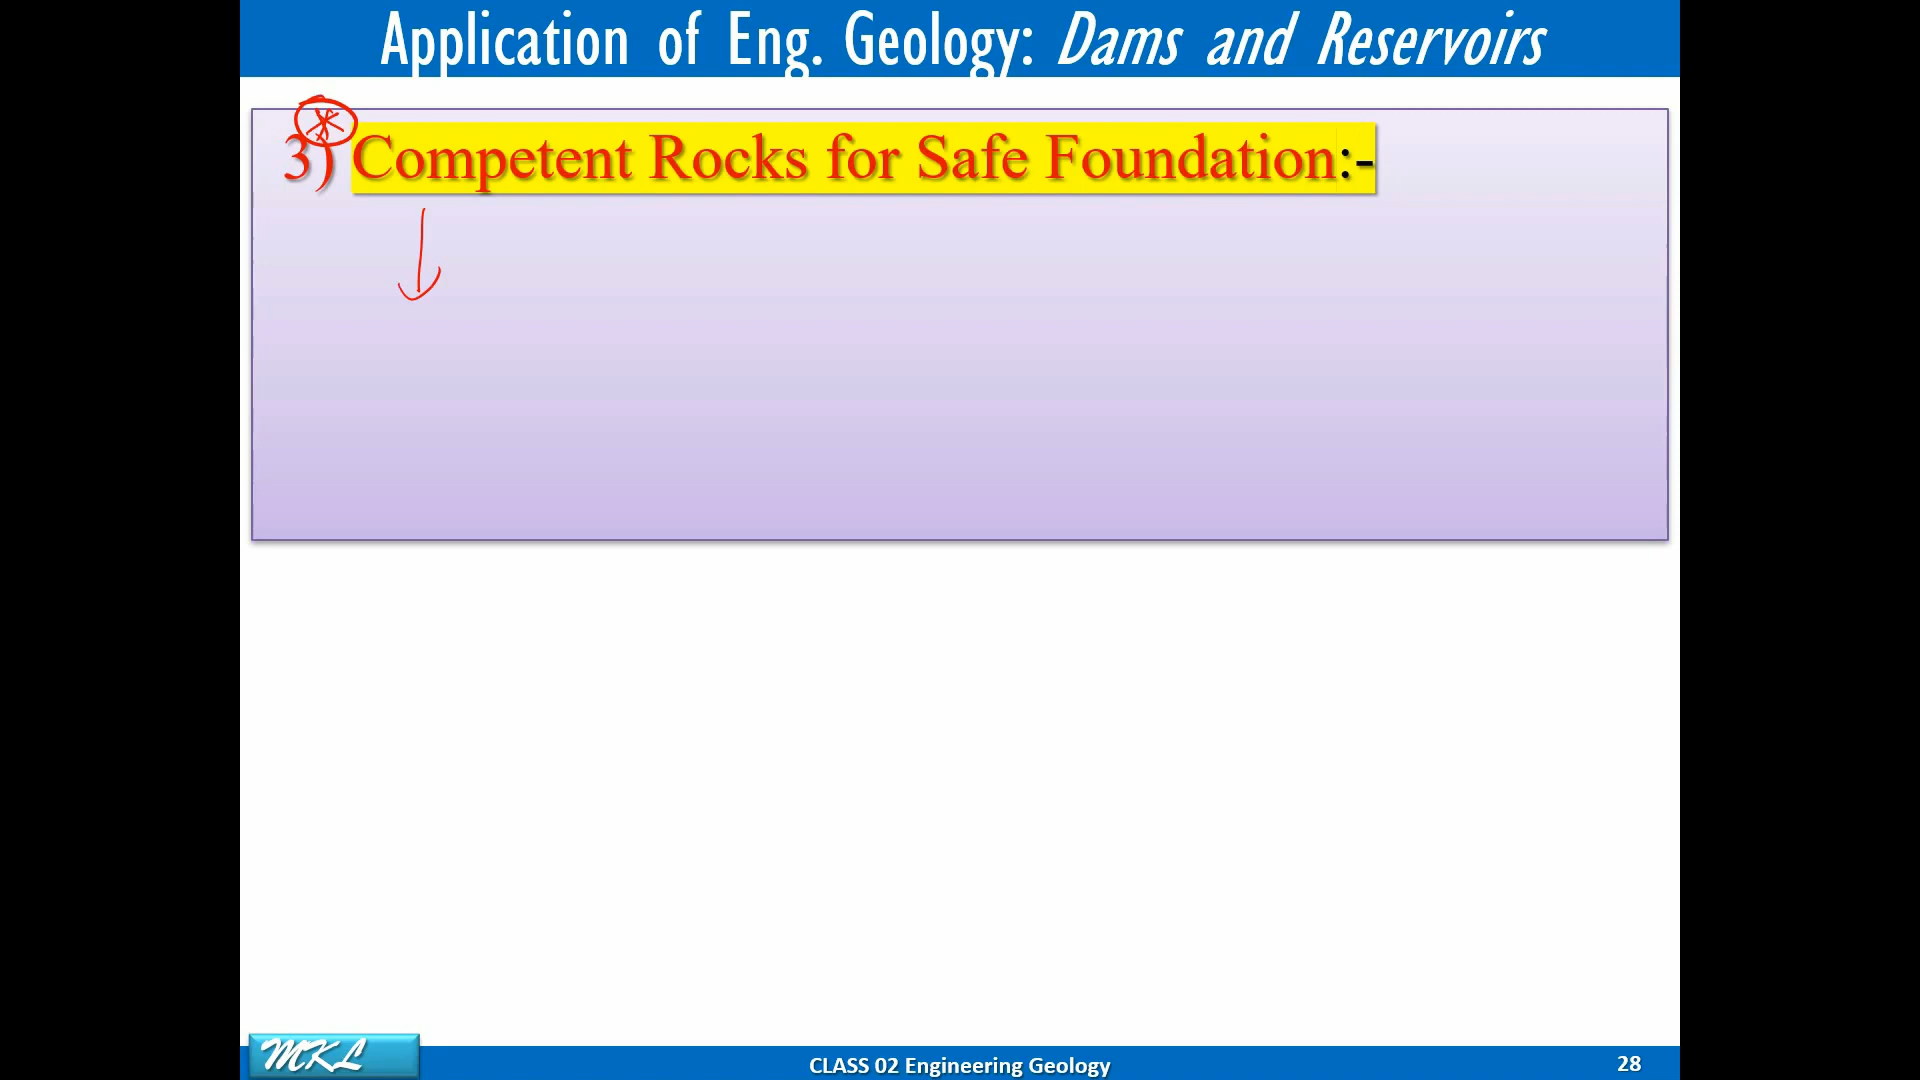 Application of Eng. Geology: Dams and Reservoirs
3) Competent Rocks for Safe Foundation:-
MKL
CLASS 02 Engineering Geology
28